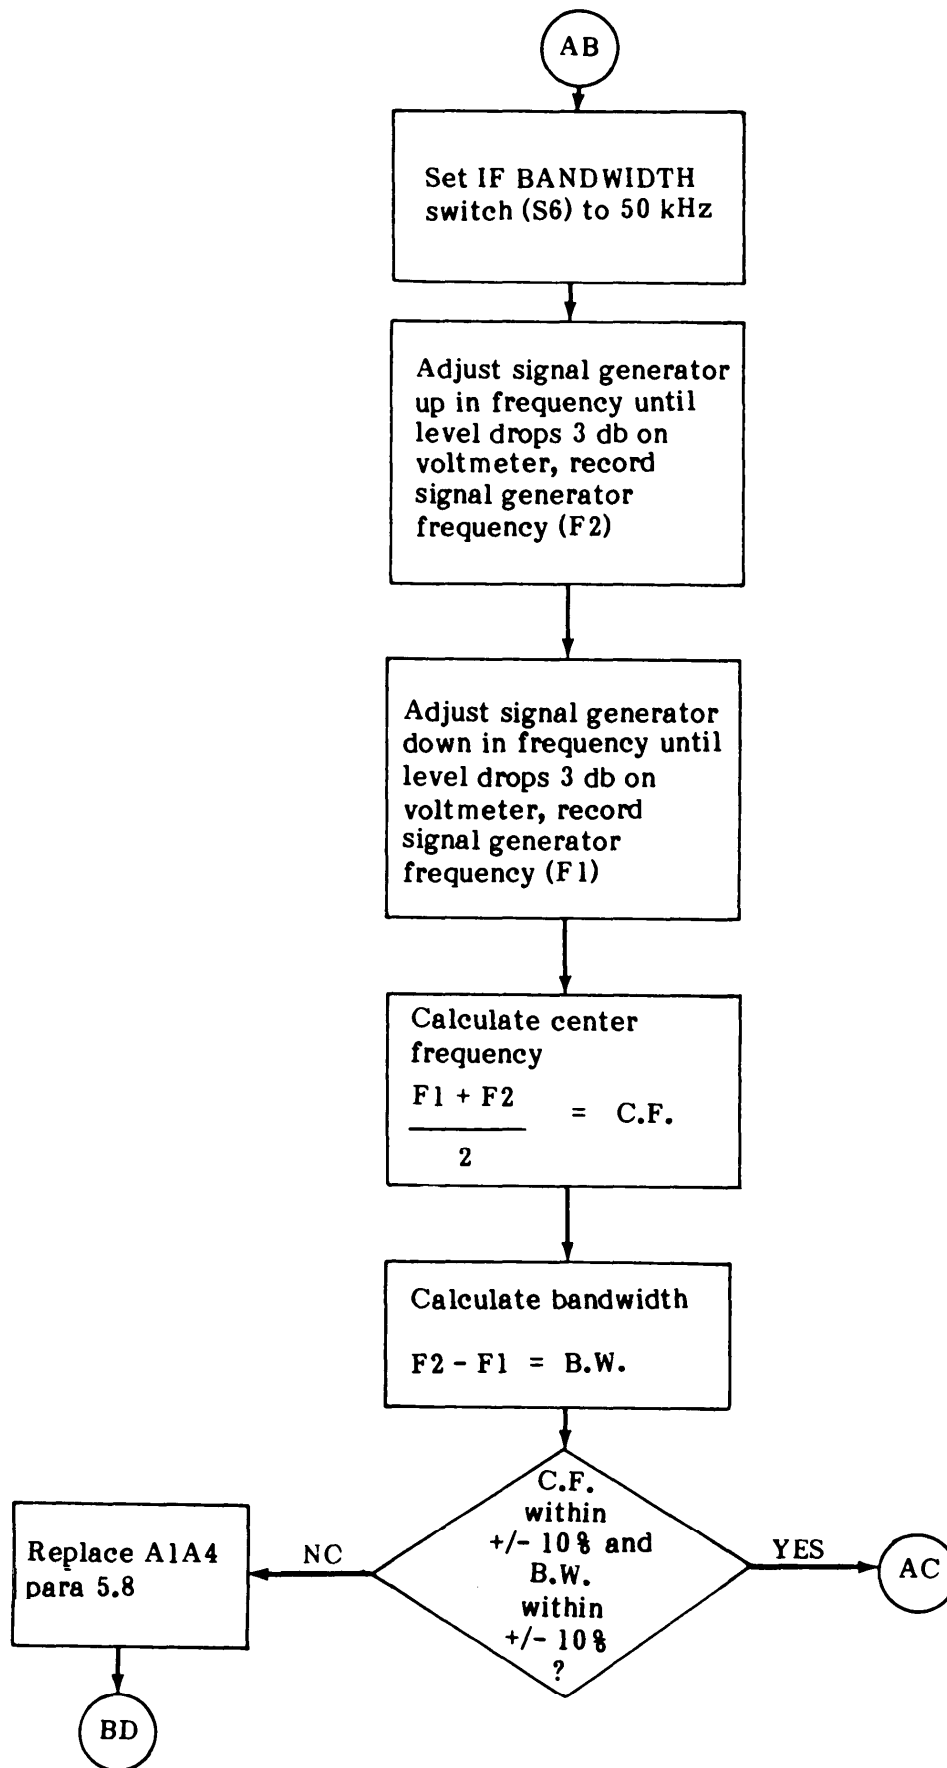 AB
Set IF BANDWIDTH
switch (S6) to 50 kHz
Adjust signal generator
up in frequency until
level drops 3 db on
voltmeter, record
signal generator
frequency (F2)
Adjust signal generator
down in frequency until
level drops 3 db on
voltmeter, record
signal generator
frequency (F1)
Calculate center
frequency
F1 + F2
= C.F.
2
Calculate bandwidth
F2 - F1 = B.W.
C.F.
within
+/- 10% and
B.W.
within
+/- 10%
?
NC
YES
Replace A1A4
para 5.8
AC
BD